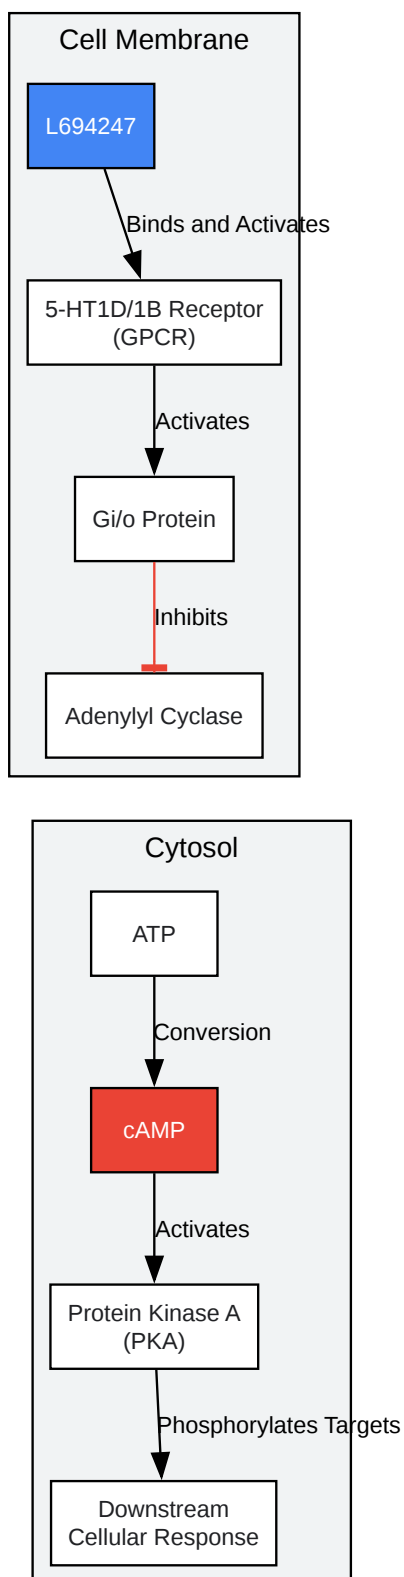 Cell Membrane
L694247
Binds and Activates
5-HT1D/1B Receptor
(GPCR)
Activates
Gi/o Protein
Inhibits
Adenylyl Cyclase
Cytosol
ATP
Conversion
cAMP
Activates
Protein Kinase A
(PKA)
Phosphorylates Targets
Downstream
Cellular Response